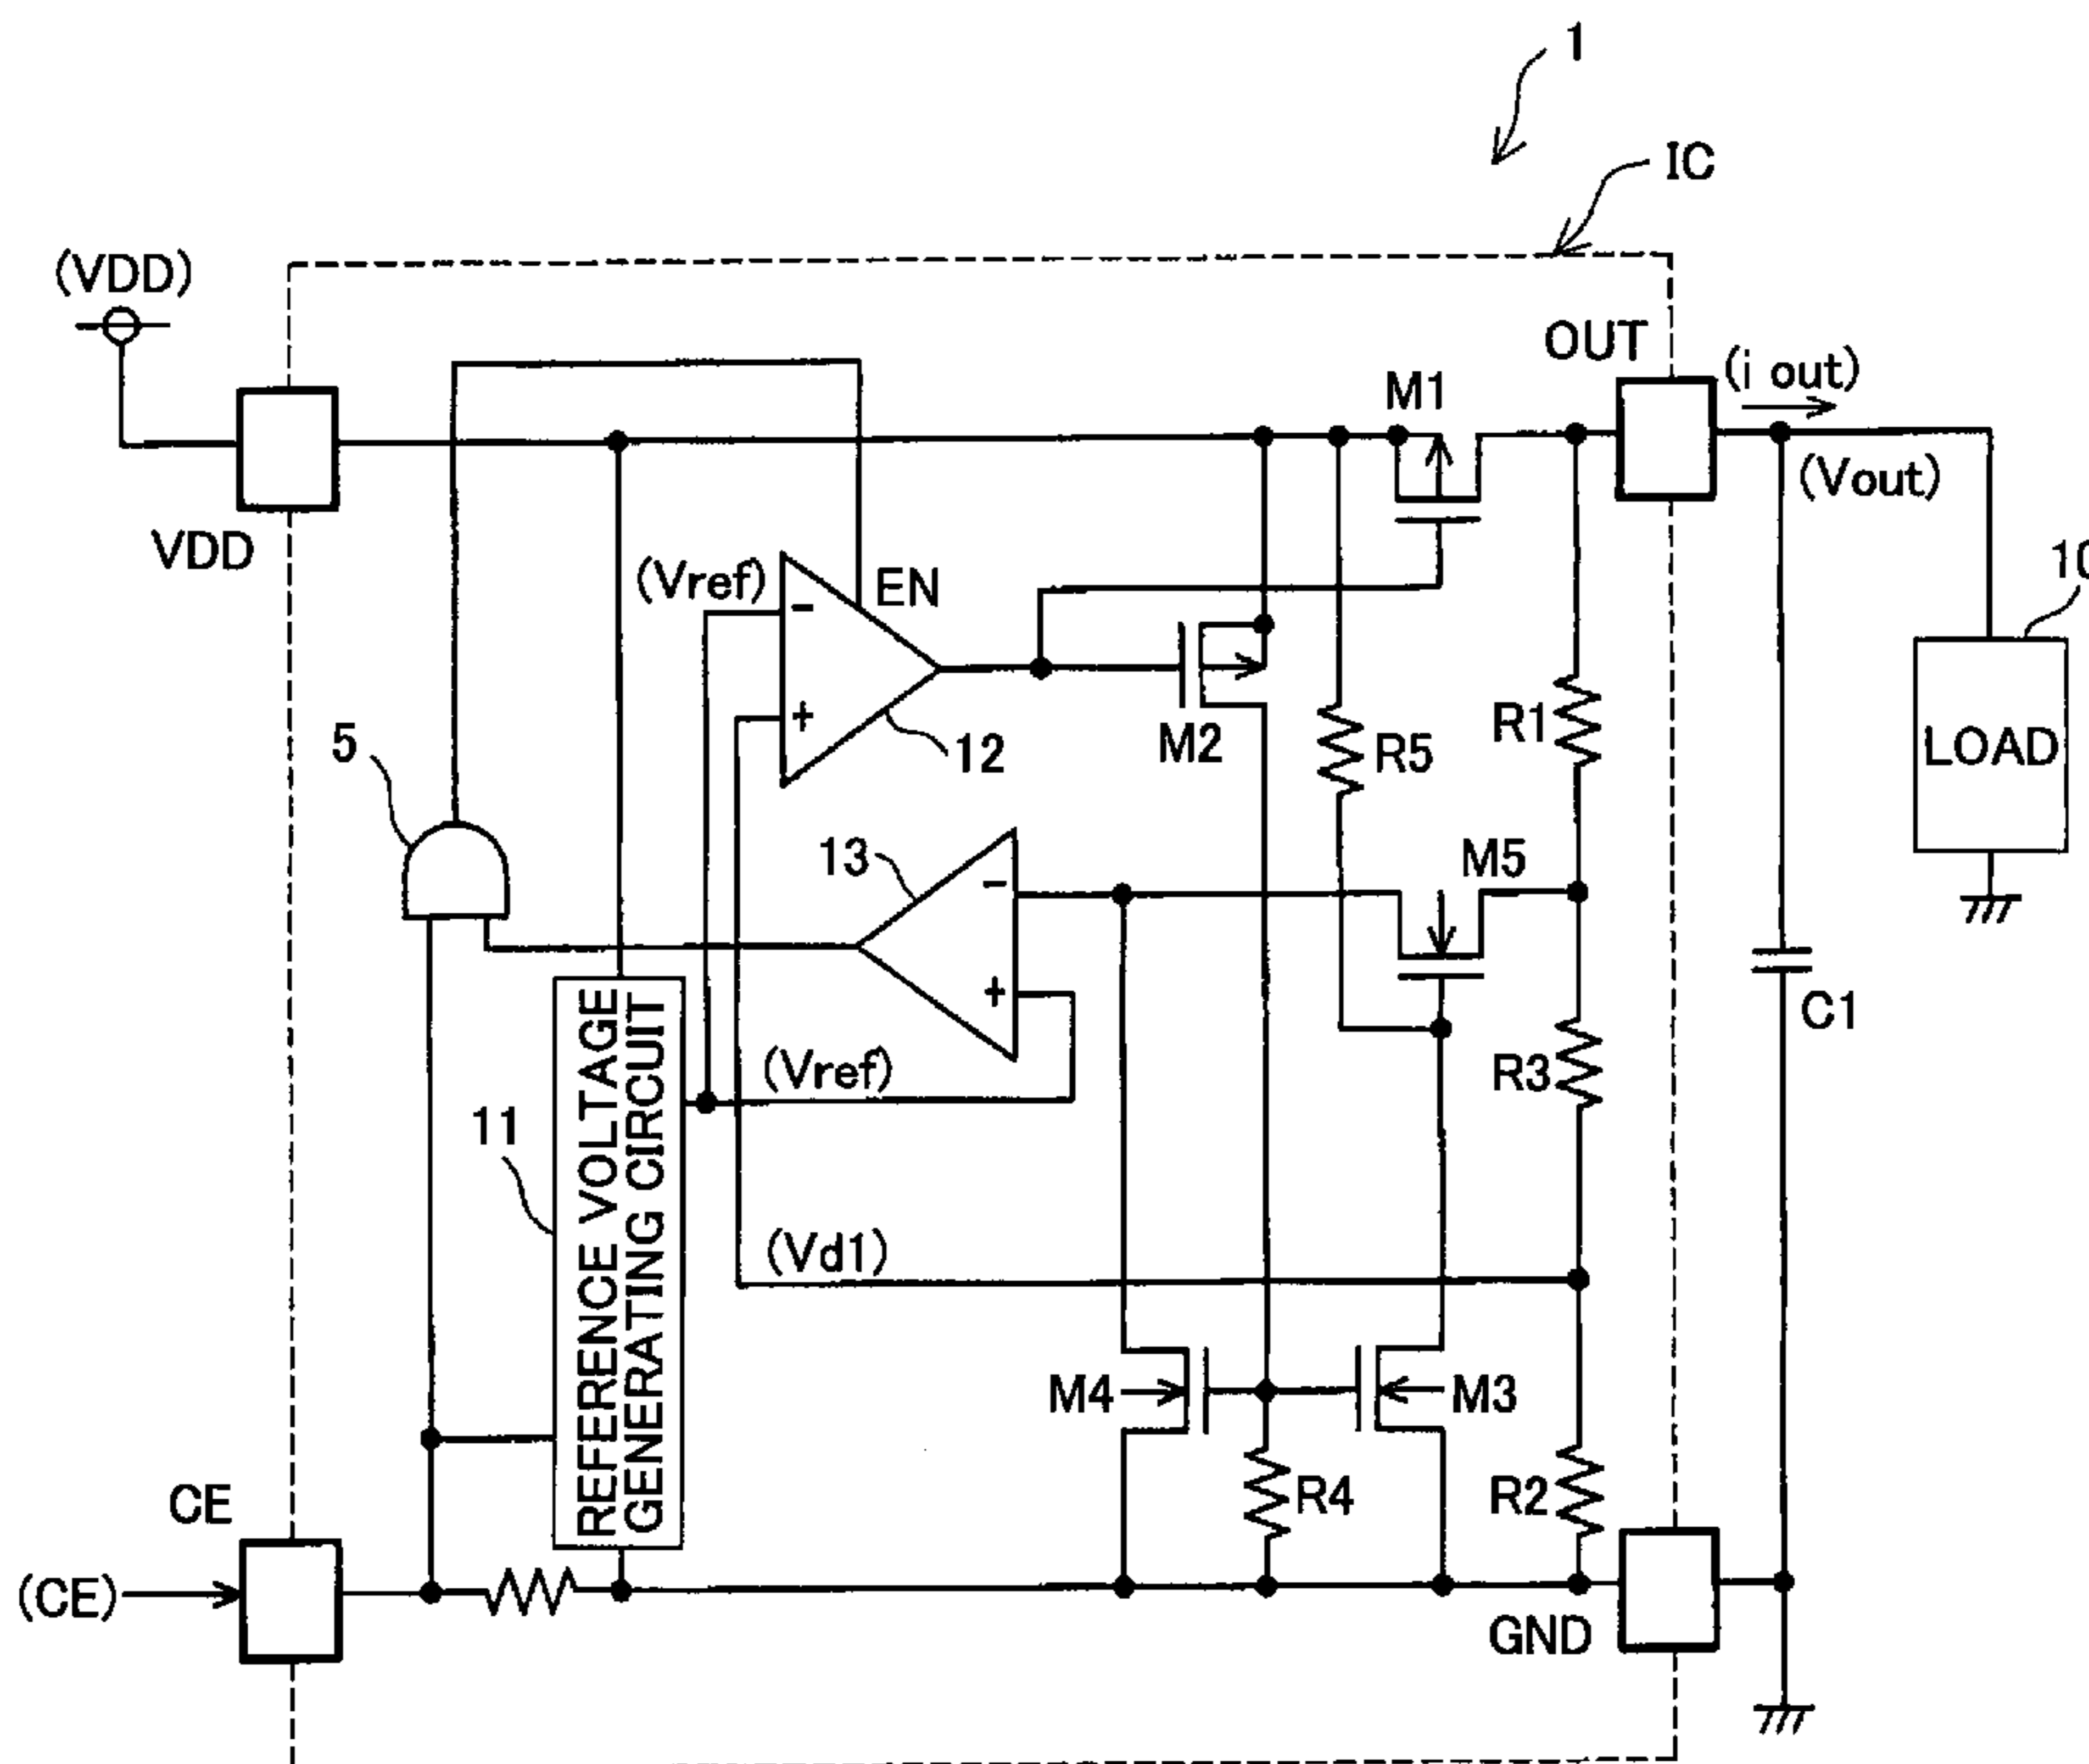 1
IC
(VDD)
OUT
(i out)
M1
(Vout)
VDD
(Vref)
EN
-
+
12
M2
R5
R1
10
LOAD
5
13
M5
-
+
(Vref)
C1
R3
11
REFERENCE VOLTAGE
GENERATING CIRCUIT
(Vd1)
M4
M3
CE
R4
R2
(CE)
GND